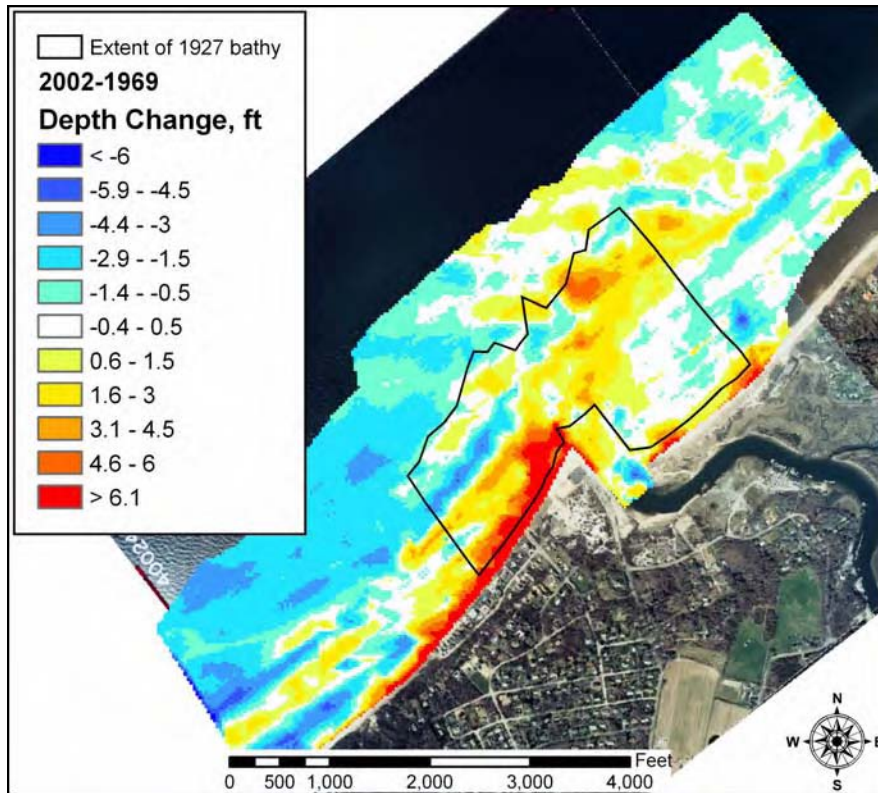 Extent of 1927 bathy
2002-1969
Depth Change, ft
< -6
-5.9 - -4.5
-4.4 - -3
-2.9 - -1.5
-1.4 - -0.5
-0.4 - 0.5
0.6 - 1.5
1.6 - 3
3.1 - 4.5
4.6 - 6
> 6.1
N
W E
S
Feet
0 500 1,000 2,000 3,000 4,000